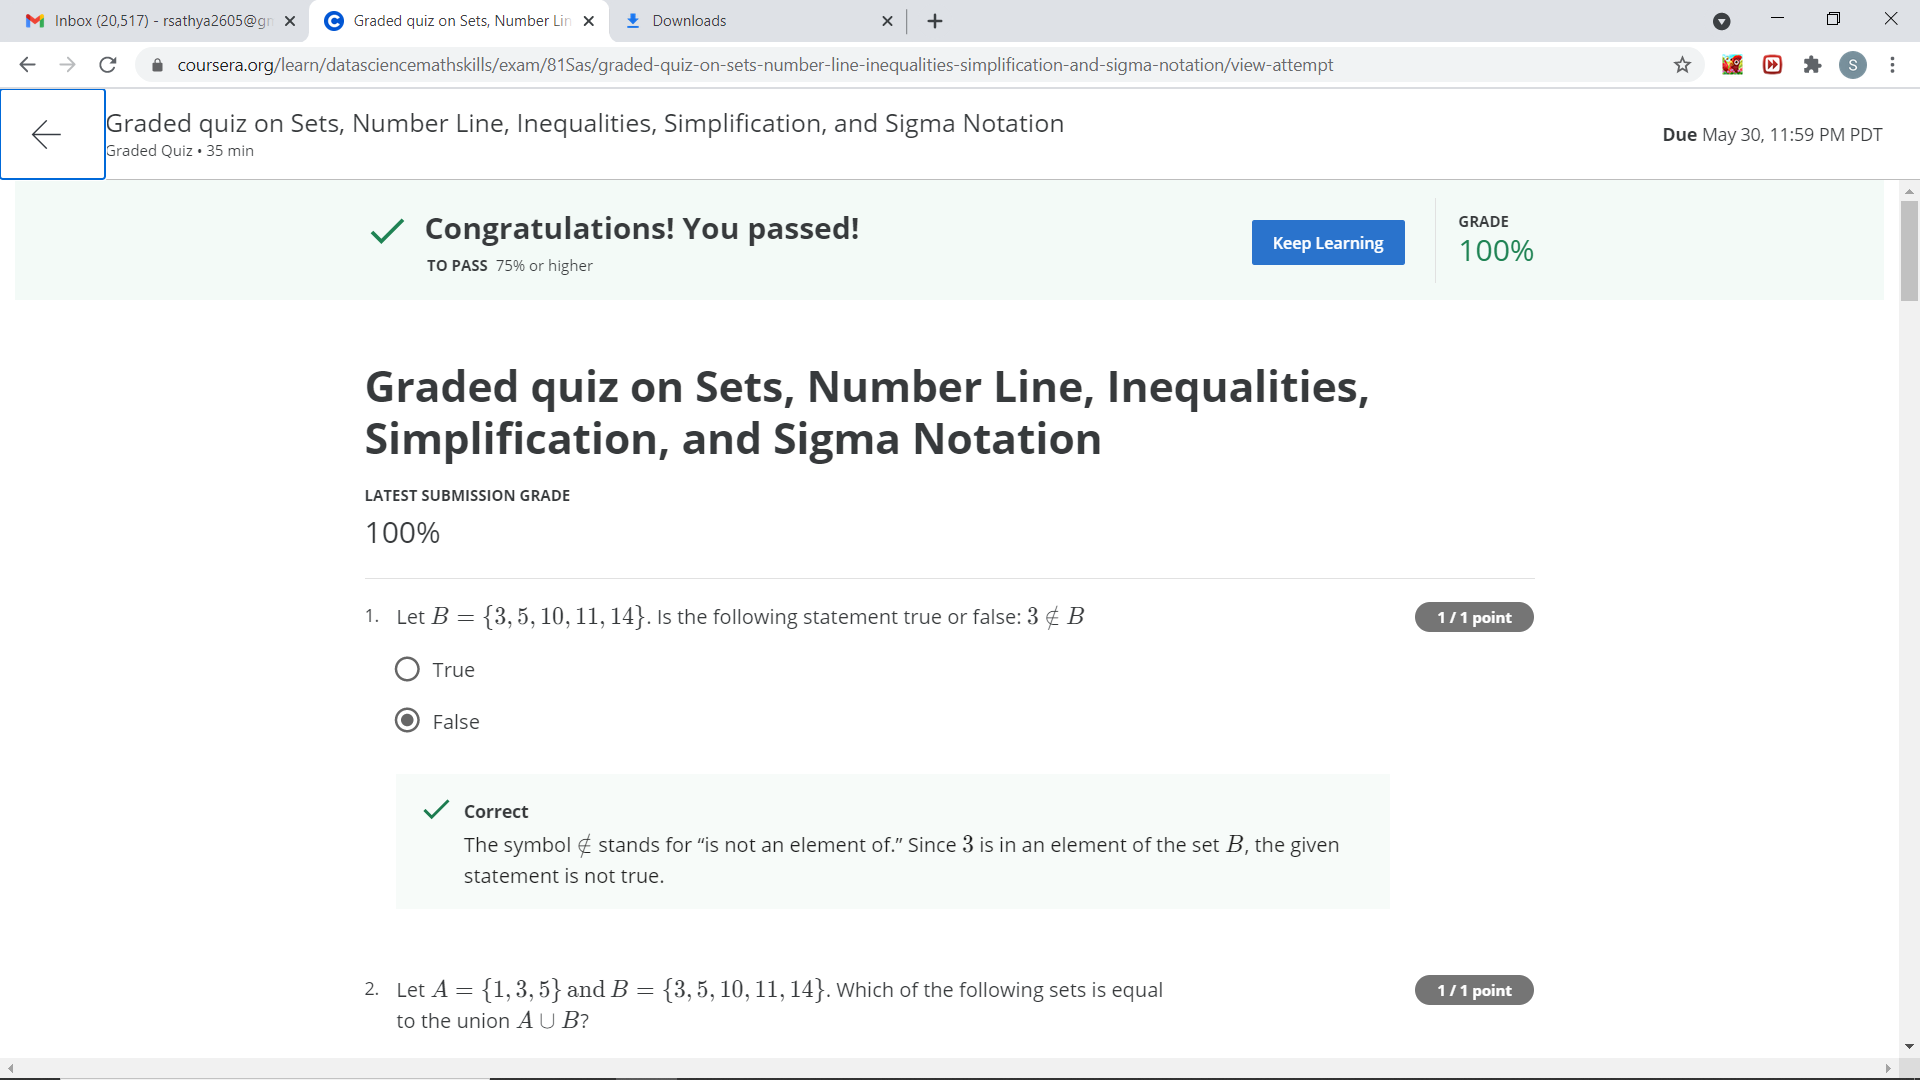 Inbox (20,517) - rsathya2605@gm
Graded quiz on Sets, Number Lin
Downloads
coursera.org/learn/datasciencemathskills/exam/81Sas/graded-quiz-on-sets-number-line-inequalities-simplification-and-sigma-notation/view-attempt
S
Graded quiz on Sets, Number Line, Inequalities, Simplification, and Sigma Notation
Graded Quiz • 35 min
Due May 30, 11:59 PM PDT
Congratulations! You passed!
TO PASS 75% or higher
Keep Learning
GRADE
100%
Graded quiz on Sets, Number Line, Inequalities,
Simplification, and Sigma Notation
LATEST SUBMISSION GRADE
100%
1. Let B = {3, 5, 10, 11, 14}. Is the following statement true or false: 3 ∉ B
1 / 1 point
True
False
Correct
The symbol ∉ stands for “is not an element of.” Since 3 is in an element of the set B, the given
statement is not true.
2. Let A = {1, 3, 5} and B = {3, 5, 10, 11, 14}. Which of the following sets is equal
to the union A ∪ B?
1 / 1 point